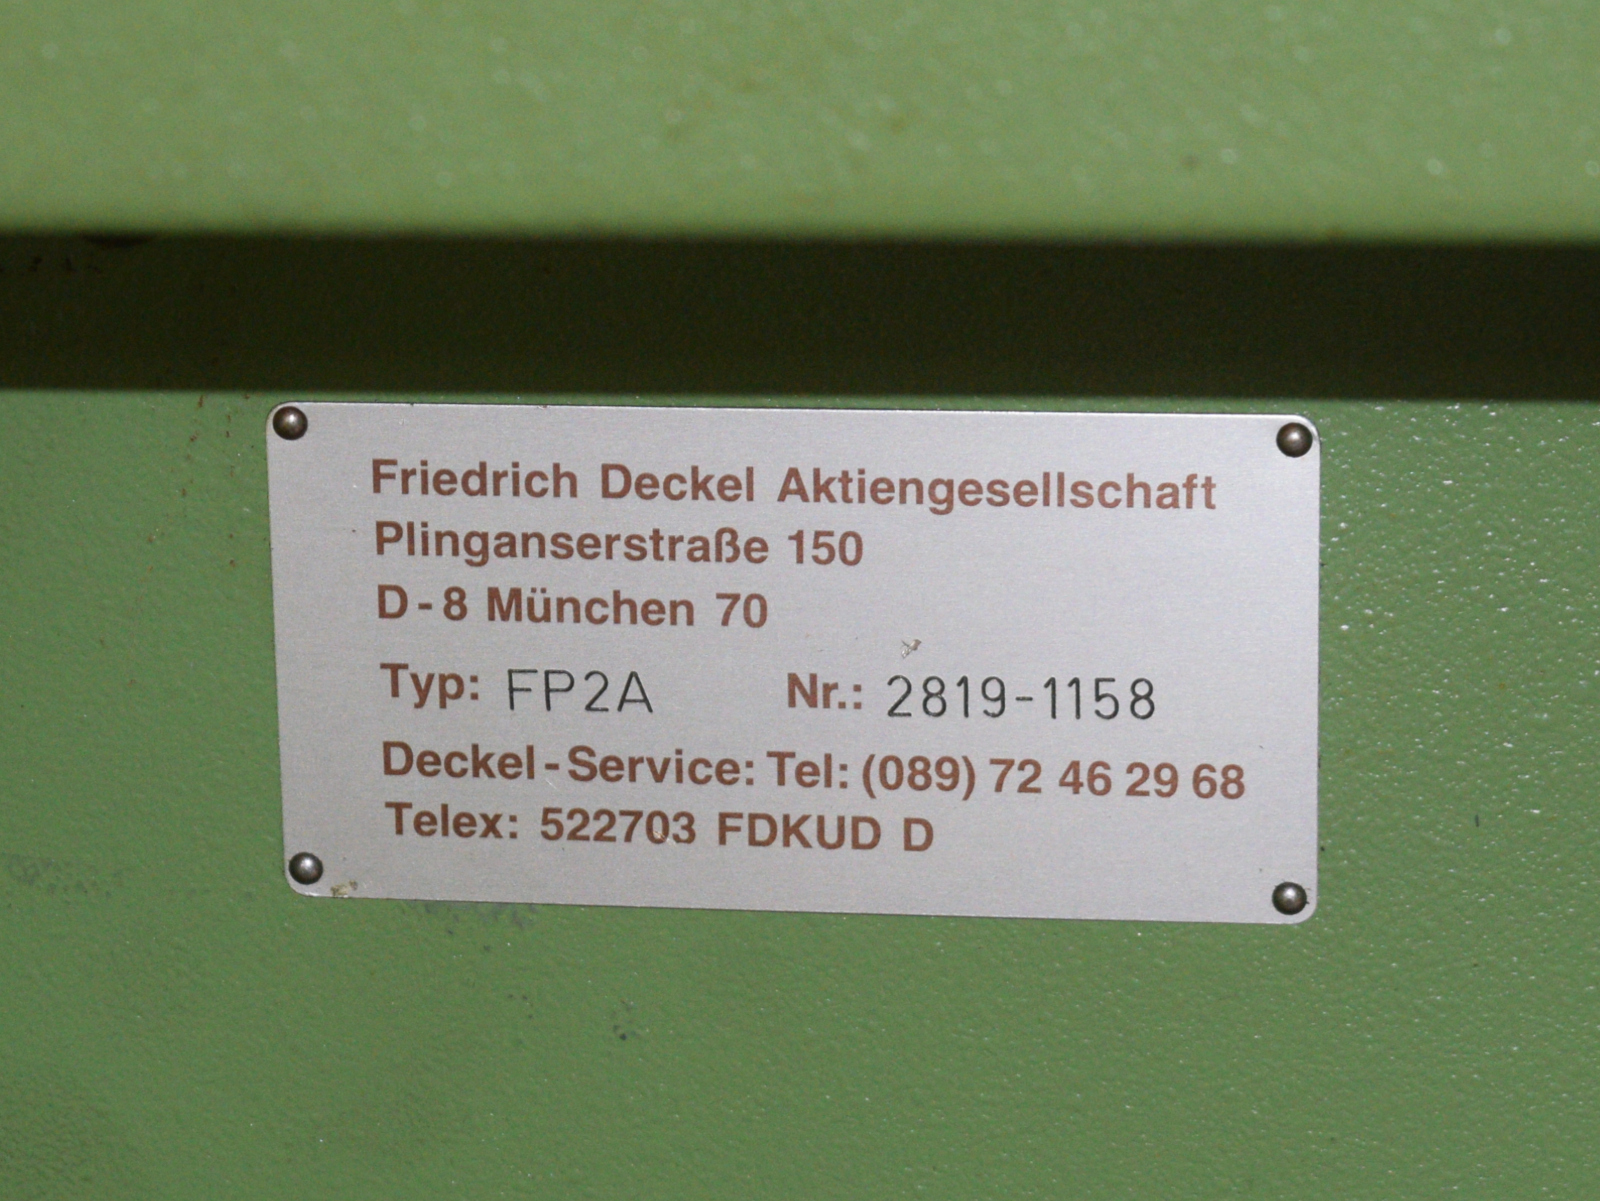 Friedrich Deckel Aktiengesellschaft
Plinganserstraße 150
D-8 München 70
Typ: FP2A Nr.: 2819-1158
Deckel-Service: Tel: (089) 72 46 29 68
Telex: 522703 FDKUD D